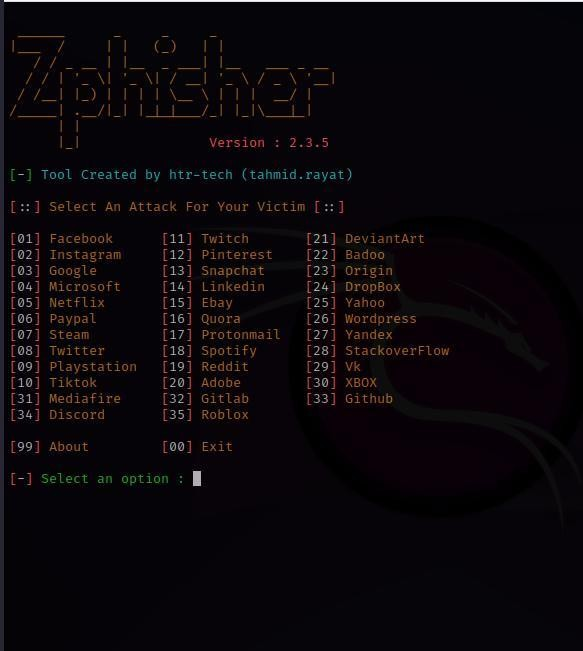 Zphisher
Version : 2.3.5
[-] Tool Created by htr-tech (tahmid.rayat)
[::] Select An Attack For Your Victim [::]
[01] Facebook [11] Twitch [21] DeviantArt
[02] Instagram [12] Pinterest [22] Badoo
[03] Google [13] Snapchat [23] Origin
[04] Microsoft [14] Linkedin [24] DropBox
[05] Netflix [15] Ebay [25] Yahoo
[06] Paypal [16] Quora [26] Wordpress
[07] Steam [17] Protonmail [27] Yandex
[08] Twitter [18] Spotify [28] StackoverFlow
[09] Playstation [19] Reddit [29] Vk
[10] Tiktok [20] Adobe [30] XBOX
[31] Mediafire [32] Gitlab [33] Github
[34] Discord [35] Roblox
[99] About [00] Exit
[-] Select an option :